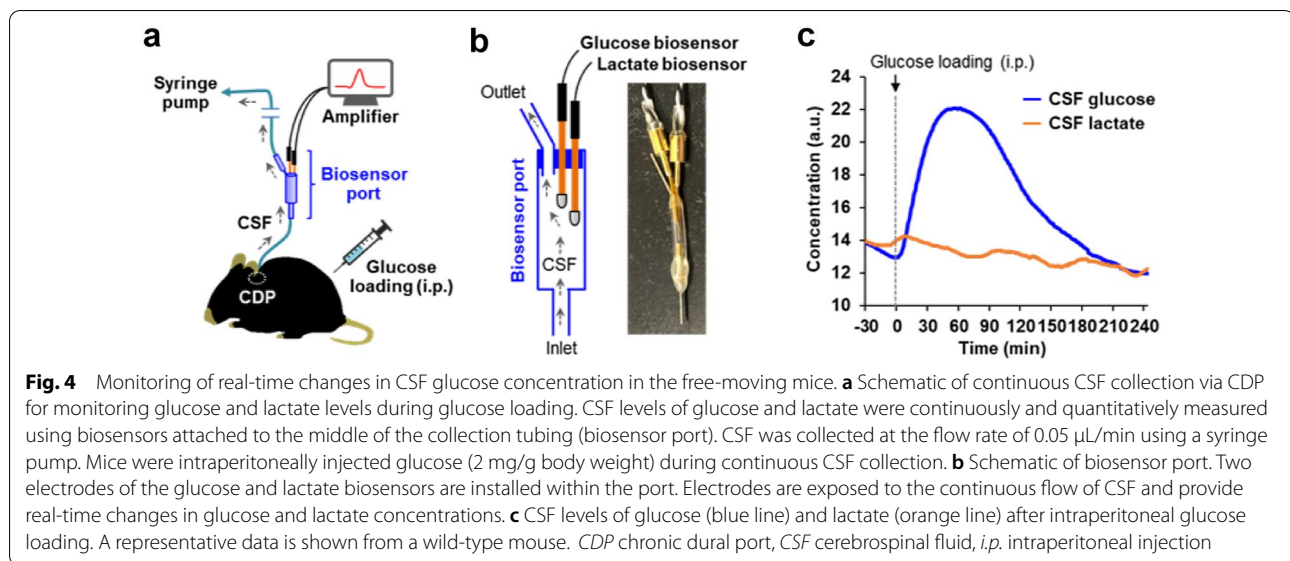 a
Syringe
pump
Amplifier
Biosensor
port
CSF
Glucose
loading (i.p.)
CDP
b
Glucose biosensor
Lactate biosensor
Outlet
Biosensor port
CSF
Inlet
c
Glucose loading (i.p.)
CSF glucose
CSF lactate
Concentration (a.u.)
24
22
20
18
16
14
12
10
-30 0 30 60 90 120 150 180 210 240
Time (min)
Fig. 4 Monitoring of real-time changes in CSF glucose concentration in the free-moving mice. a Schematic of continuous CSF collection via CDP
for monitoring glucose and lactate levels during glucose loading. CSF levels of glucose and lactate were continuously and quantitatively measured
using biosensors attached to the middle of the collection tubing (biosensor port). CSF was collected at the flow rate of 0.05 µL/min using a syringe
pump. Mice were intraperitoneally injected glucose (2 mg/g body weight) during continuous CSF collection. b Schematic of biosensor port. Two
electrodes of the glucose and lactate biosensors are installed within the port. Electrodes are exposed to the continuous flow of CSF and provide
real-time changes in glucose and lactate concentrations. c CSF levels of glucose (blue line) and lactate (orange line) after intraperitoneal glucose
loading. A representative data is shown from a wild-type mouse. CDP chronic dural port, CSF cerebrospinal fluid, i.p. intraperitoneal injection